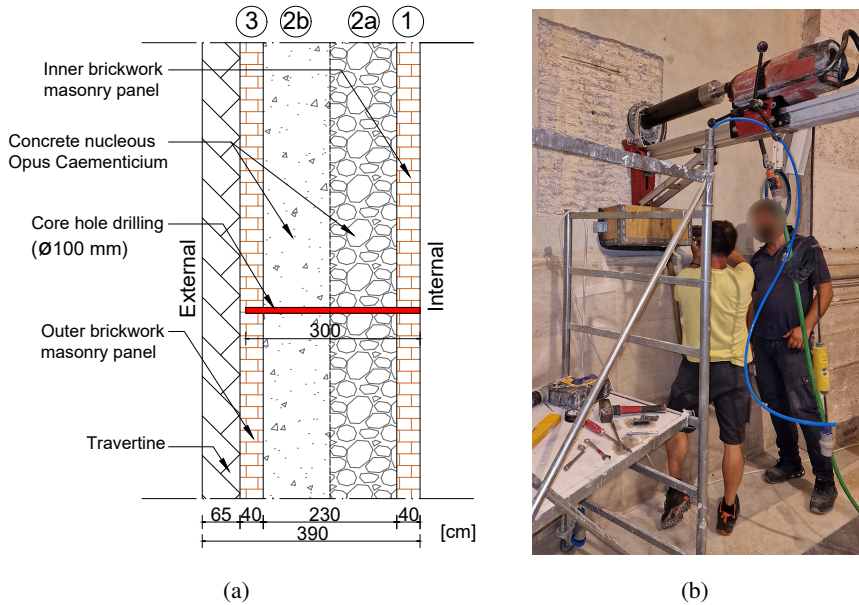 3 2b 2a 1
Inner brickwork
masonry panel
Concrete nucleous
Opus Caementicium
Core hole drilling
(Ø100 mm)
External
Internal
300
Outer brickwork
masonry panel
Travertine
65 40 230 40
390 [cm]
(a) (b)